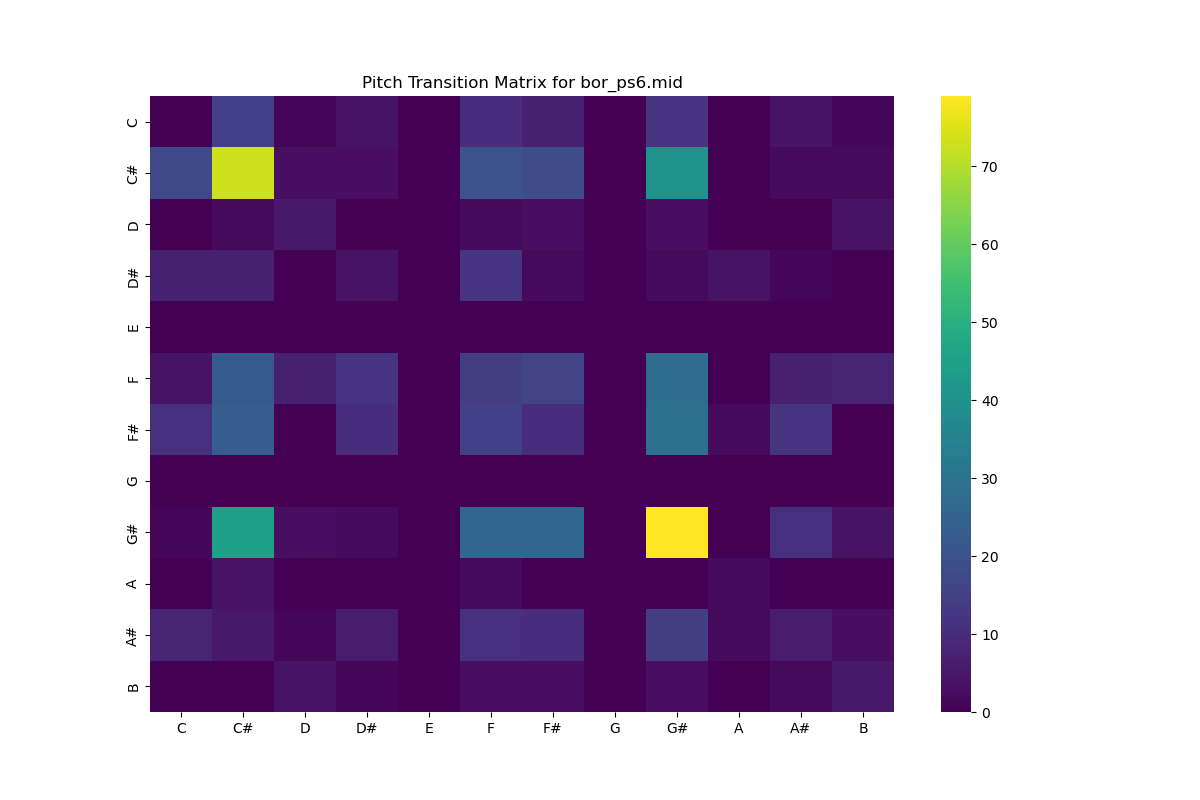 Pitch Transition Matrix for bor_ps6.mid
C
C#
D
D#
E
F
F#
G
G#
A
A#
B
C C# D D# E F F# G G# A A# B
70
60
50
40
30
20
10
0